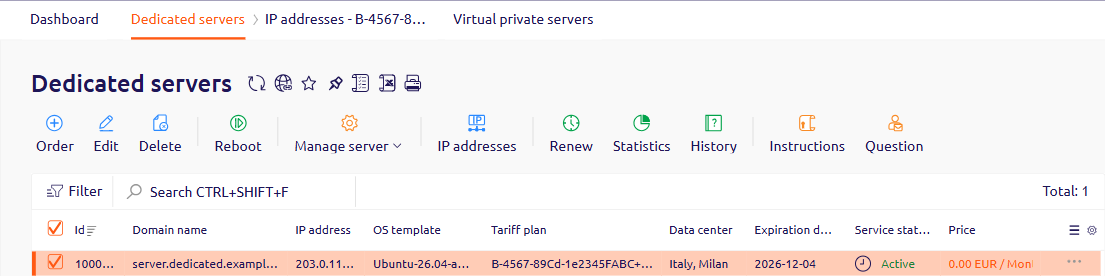 Dashboard Dedicated servers IP addresses - B-4567-8... Virtual private servers
Dedicated servers
Order Edit Delete Reboot Manage server IP addresses Renew Statistics History Instructions Question
Filter Search CTRL+SHIFT+F Total: 1
Id Domain name IP address OS template Tariff plan Data center Expiration d... Service stat... Price
1000... server.dedicated.exampl... 203.0.11... Ubuntu-26.04-a... B-4567-89Cd-1e2345FABC+... Italy, Milan 2026-12-04 Active 0.00 EUR / Mont